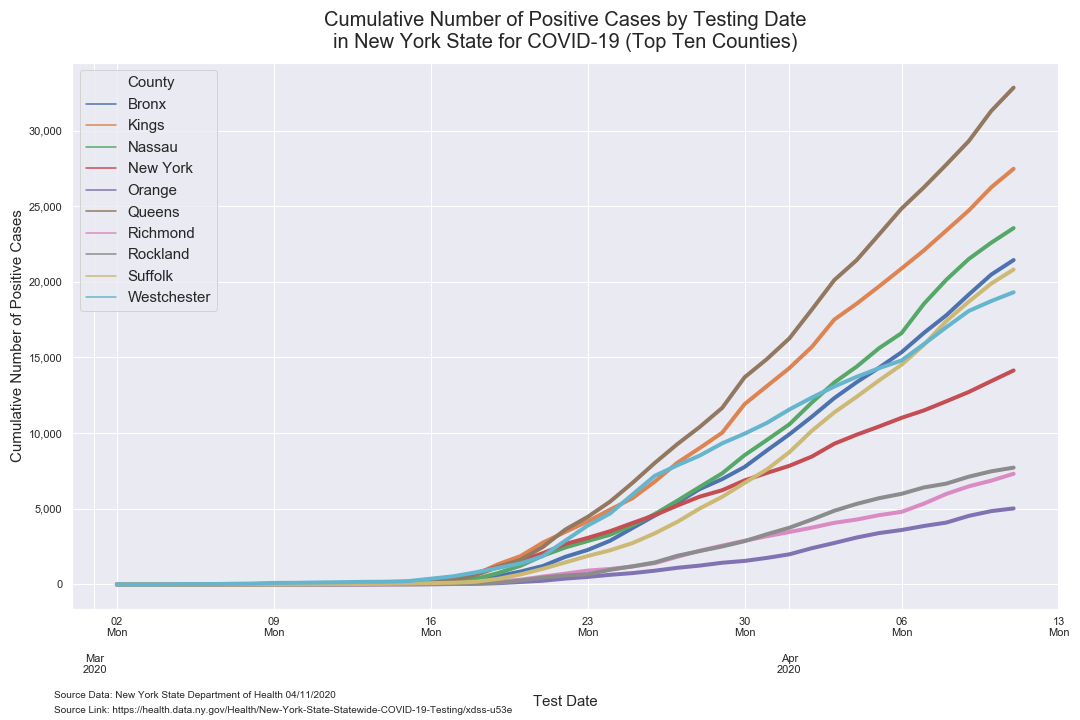 Cumulative Number of Positive Cases by Testing Date
in New York State for COVID-19 (Top Ten Counties)
County
Bronx
Kings
Nassau
New York
Orange
Queens
Richmond
Rockland
Suffolk
Westchester
Cumulative Number of Positive Cases
30,000
25,000
20,000
15,000
10,000
5,000
0
02 09 16 23 30 06 13
Mon Mon Mon Mon Mon Mon Mon
Mar Apr
2020 2020
Test Date
Source Data: New York State Department of Health 04/11/2020
Source Link: https://health.data.ny.gov/Health/New-York-State-Statewide-COVID-19-Testing/xdss-u53e